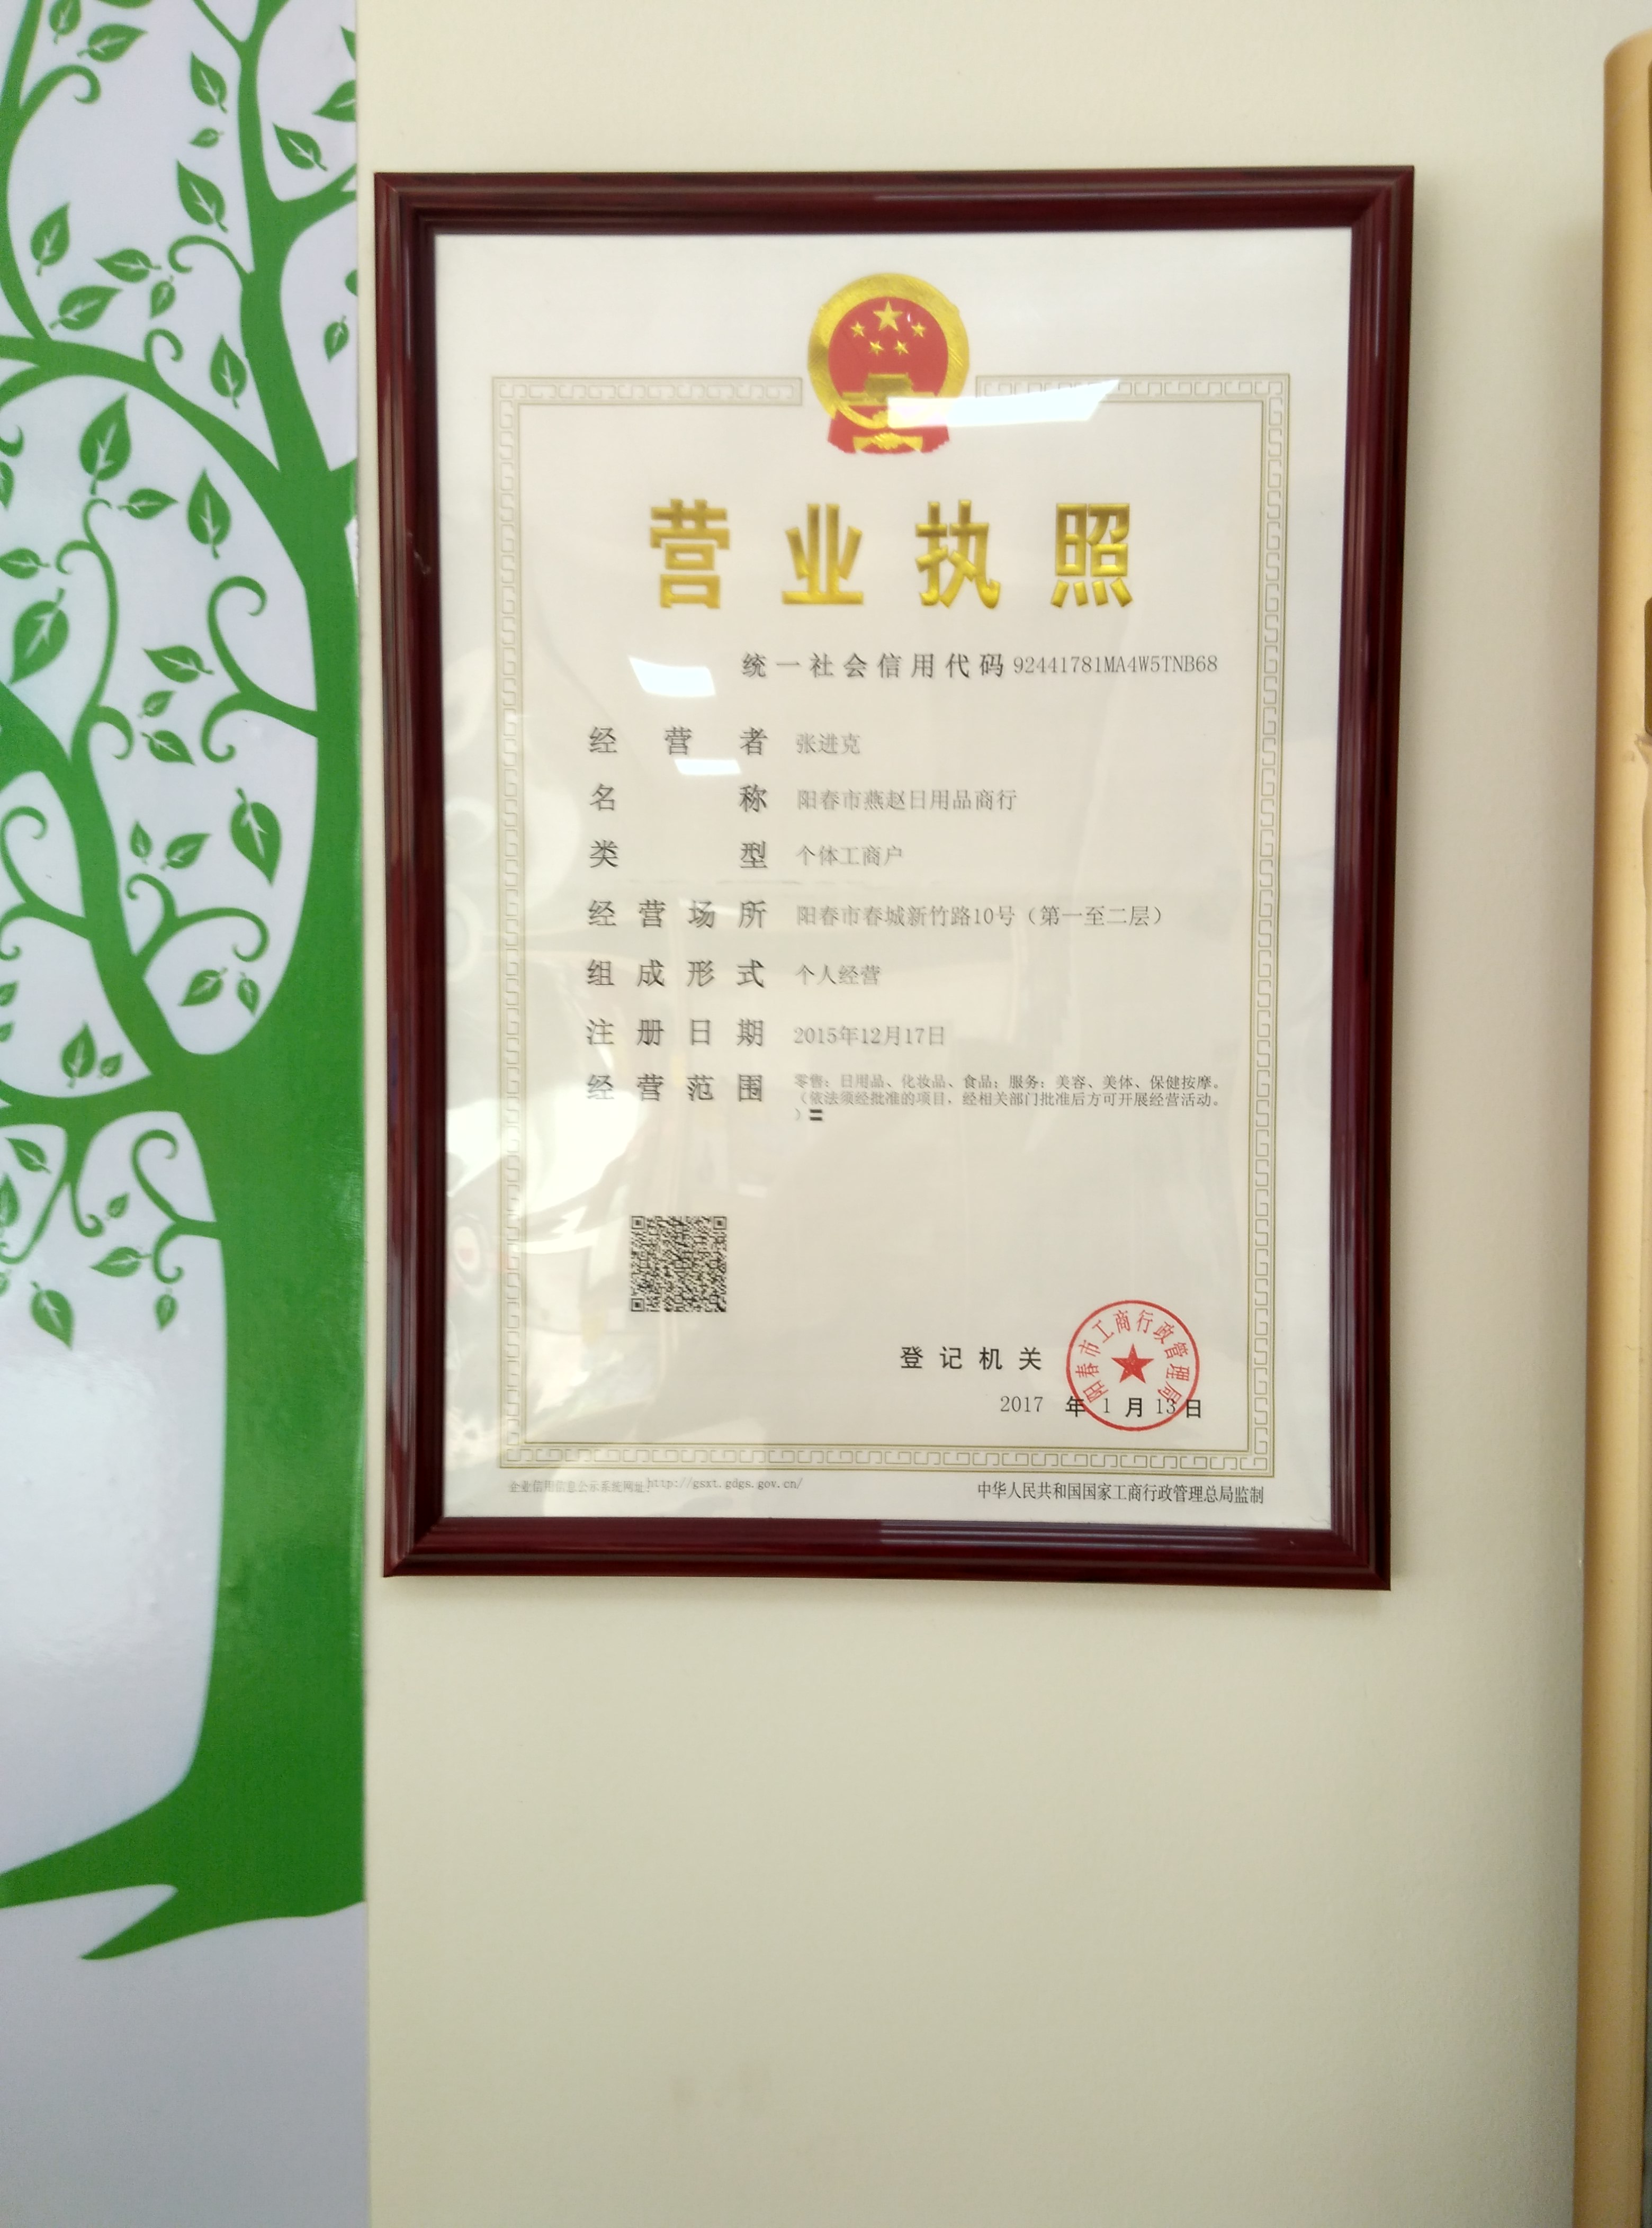 营业执照
统一社会信用代码 92441781MA4W5TNB68
经营者 张进克
名称 阳春市燕赵日用品商行
类型 个体工商户
经营场所 阳春市春城新竹路10号（第一至二层）
组成形式 个人经营
注册日期 2015年12月17日
经营范围 零售：日用品、化妆品、食品；服务：美容、美体、保健按摩。
（依法须经批准的项目，经相关部门批准后方可开展经营活动。
）〓
登记机关
阳春市工商行政管理局
2017 年 1 月 13 日
企业信用信息公示系统网址：http://gsxt.gdgs.gov.cn/
中华人民共和国国家工商行政管理总局监制